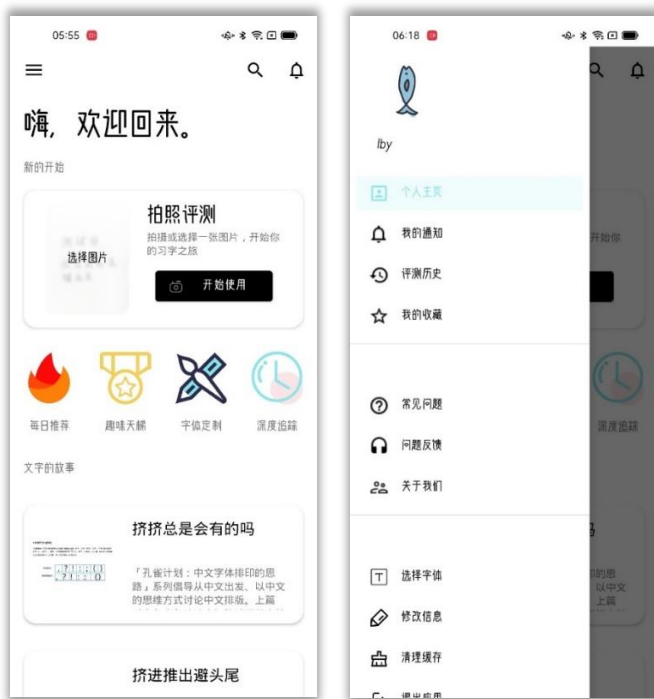 05:55
嗨，欢迎回来。
新的开始
选择图片
拍照评测
拍摄或选择一张图片，开始你
的习字之旅
开始使用
每日推荐
趣味天梯
字体定制
深度追踪
文字的故事
挤挤总是会有的吗
「孔雀计划：中文字体排印的思
路」系列倡导从中文出发、以中文
的思维方式讨论中文排版。上篇
挤进推出避头尾
06:18
lby
个人主页
我的通知
评测历史
我的收藏
常见问题
问题反馈
关于我们
选择字体
修改信息
清理缓存
退出应用
开始你
深度追踪
吗
印的思
以中文
上篇